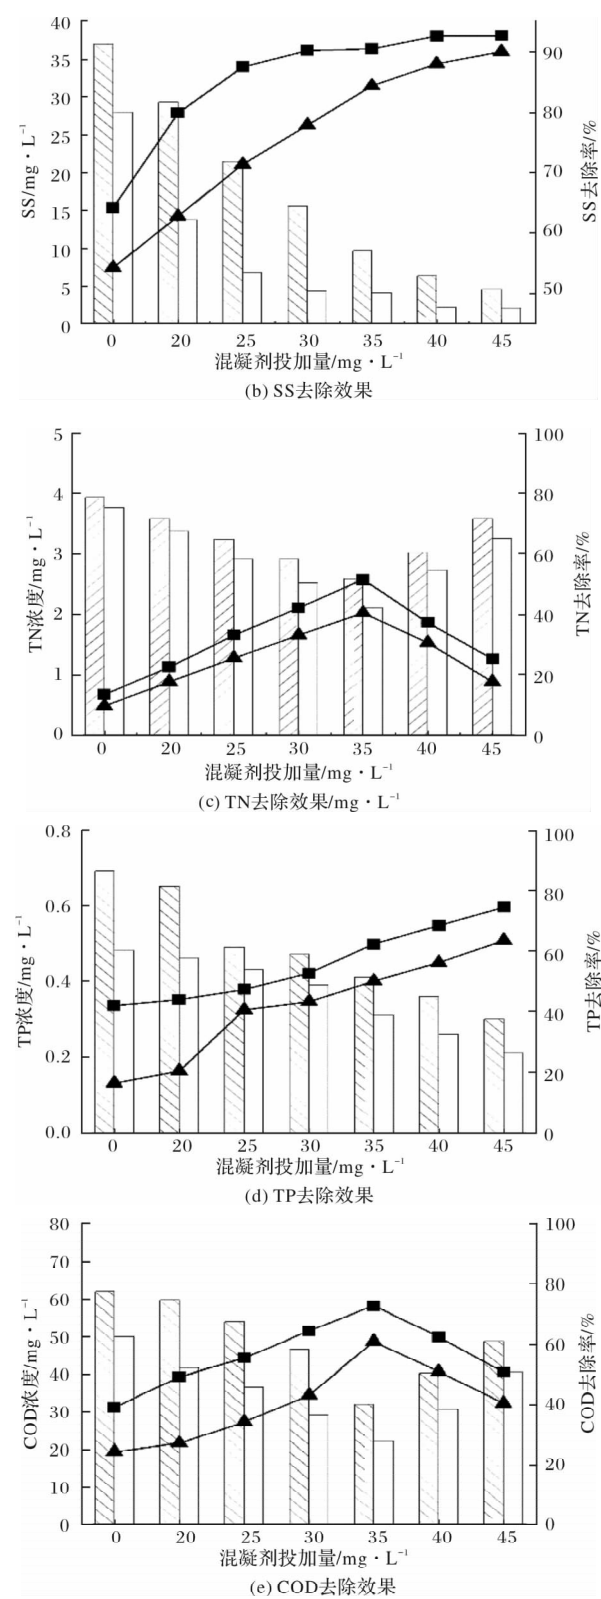 SS/mg·L⁻¹
40
35
30
25
20
15
10
5
0
90
80
70
60
50
SS去除率/%
0 20 25 30 35 40 45
混凝剂投加量/mg·L⁻¹
(b) SS去除效果
TN浓度/mg·L⁻¹
5
4
3
2
1
0
100
80
60
40
20
0
TN去除率/%
0 20 25 30 35 40 45
混凝剂投加量/mg·L⁻¹
(c) TN去除效果/mg·L⁻¹
TP浓度/mg·L⁻¹
0.8
0.6
0.4
0.2
0.0
100
80
60
40
20
0
TP去除率/%
0 20 25 30 35 40 45
混凝剂投加量/mg·L⁻¹
(d) TP去除效果
COD浓度/mg·L⁻¹
80
70
60
50
40
30
20
10
0
100
80
60
40
20
0
COD去除率/%
0 20 25 30 35 40 45
混凝剂投加量/mg·L⁻¹
(e) COD去除效果